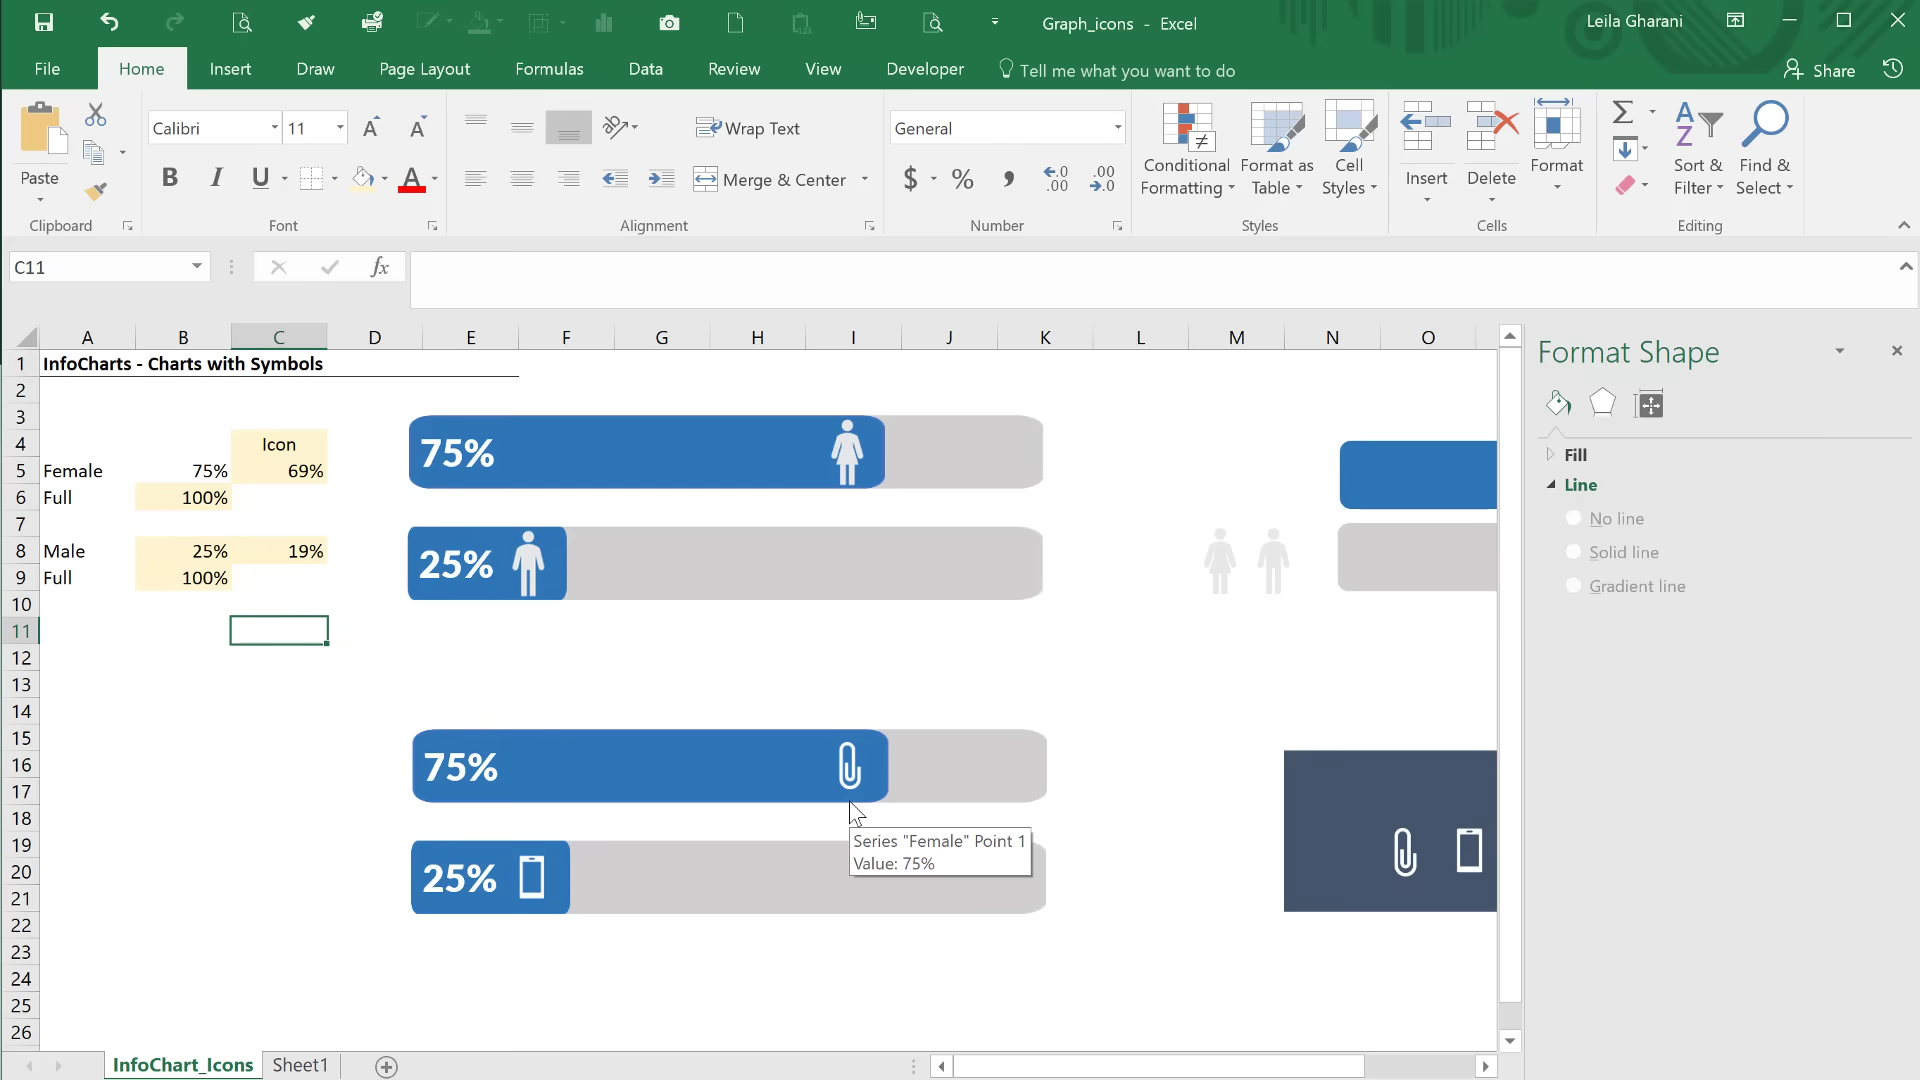 Graph_icons - Excel
Leila Gharani
File
Home
Insert
Draw
Page Layout
Formulas
Data
Review
View
Developer
Tell me what you want to do
Share
Paste
Clipboard
Calibri
11
A
A
B
I
U
A
Font
Wrap Text
Merge & Center
Alignment
General
$
%
,
.0
.00
.00
.0
Number
Conditional
Formatting
Format as
Table
Cell
Styles
Styles
Insert
Delete
Format
Cells
Σ
A
Z
Sort &
Filter
Find &
Select
Editing
C11
fx
A B C D E F G H I J K L M N O
1 InfoCharts - Charts with Symbols
2
3
4 Icon
5 Female 75% 69%
6 Full 100%
7
8 Male 25% 19%
9 Full 100%
10
11
12
13
14
15
16
17
18
19
20
21
22
23
24
25
26
75%
25%
75%
25%
Series "Female" Point 1
Value: 75%
Format Shape
Fill
Line
No line
Solid line
Gradient line
InfoChart_Icons
Sheet1